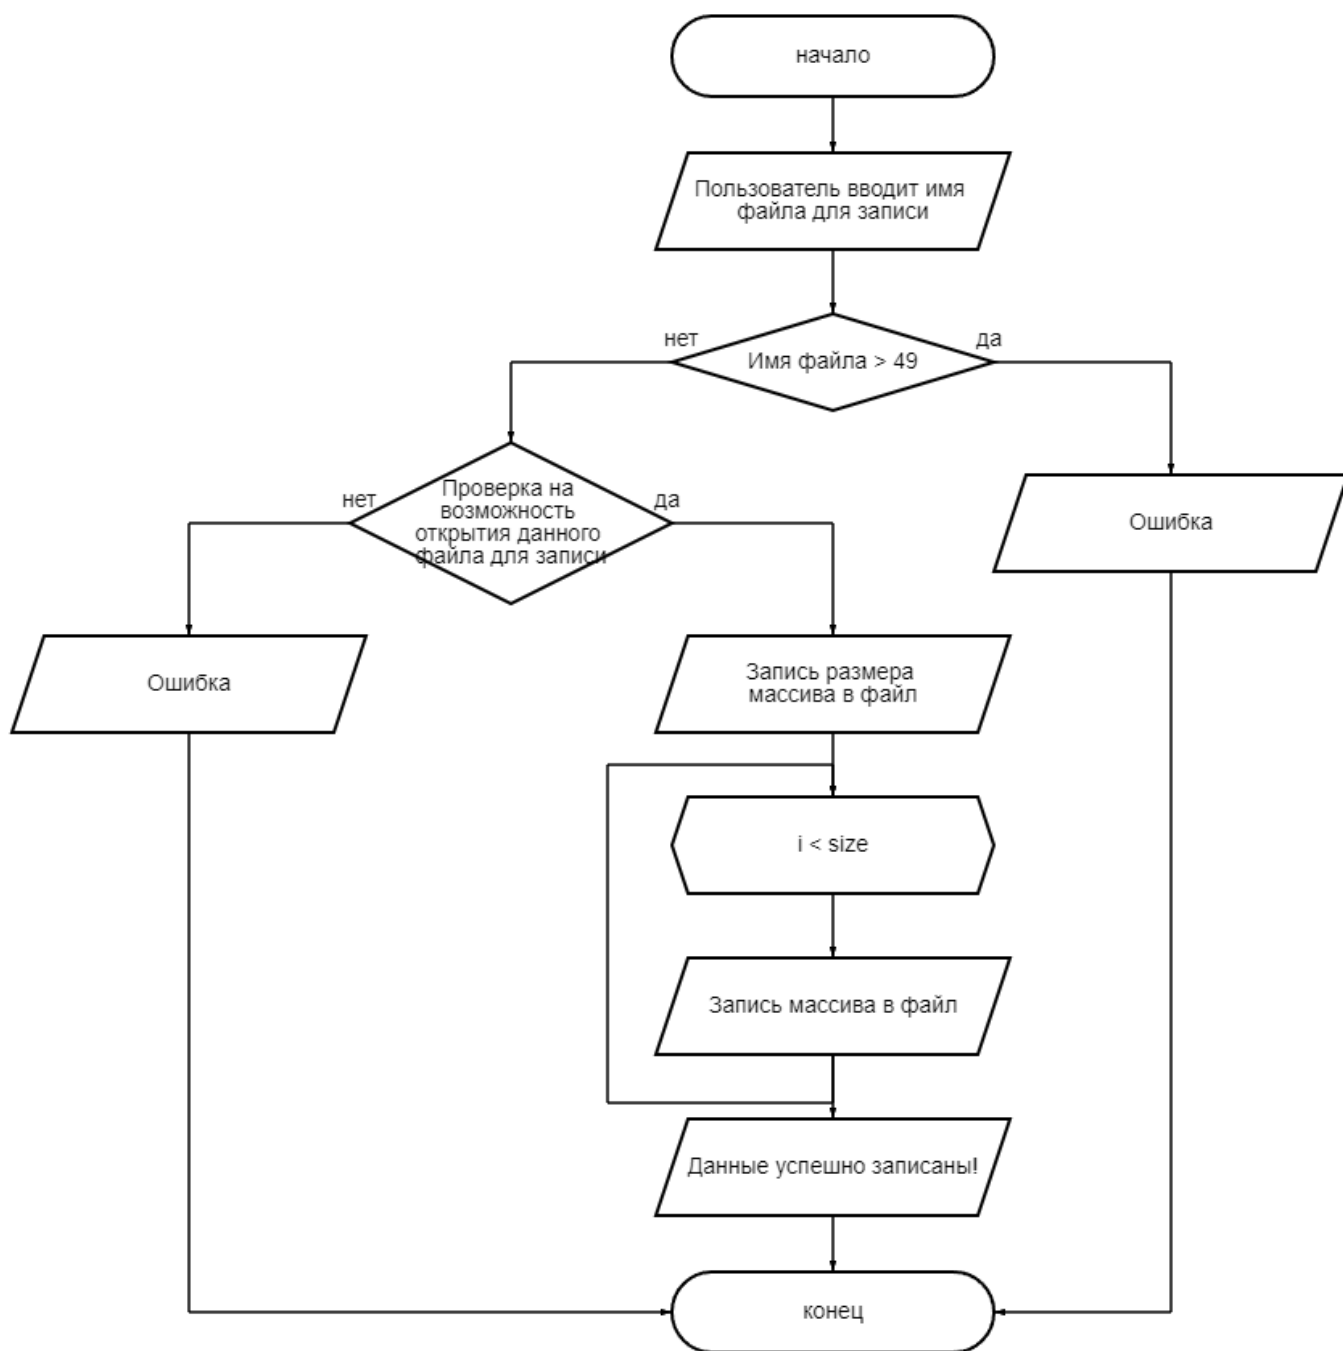 начало
Пользователь вводит имя
файла для записи
нет
да
Имя файла > 49
нет
да
Проверка на
возможность
открытия данного
файла для записи
Ошибка
Ошибка
Запись размера
массива в файл
i < size
Запись массива в файл
Данные успешно записаны!
конец